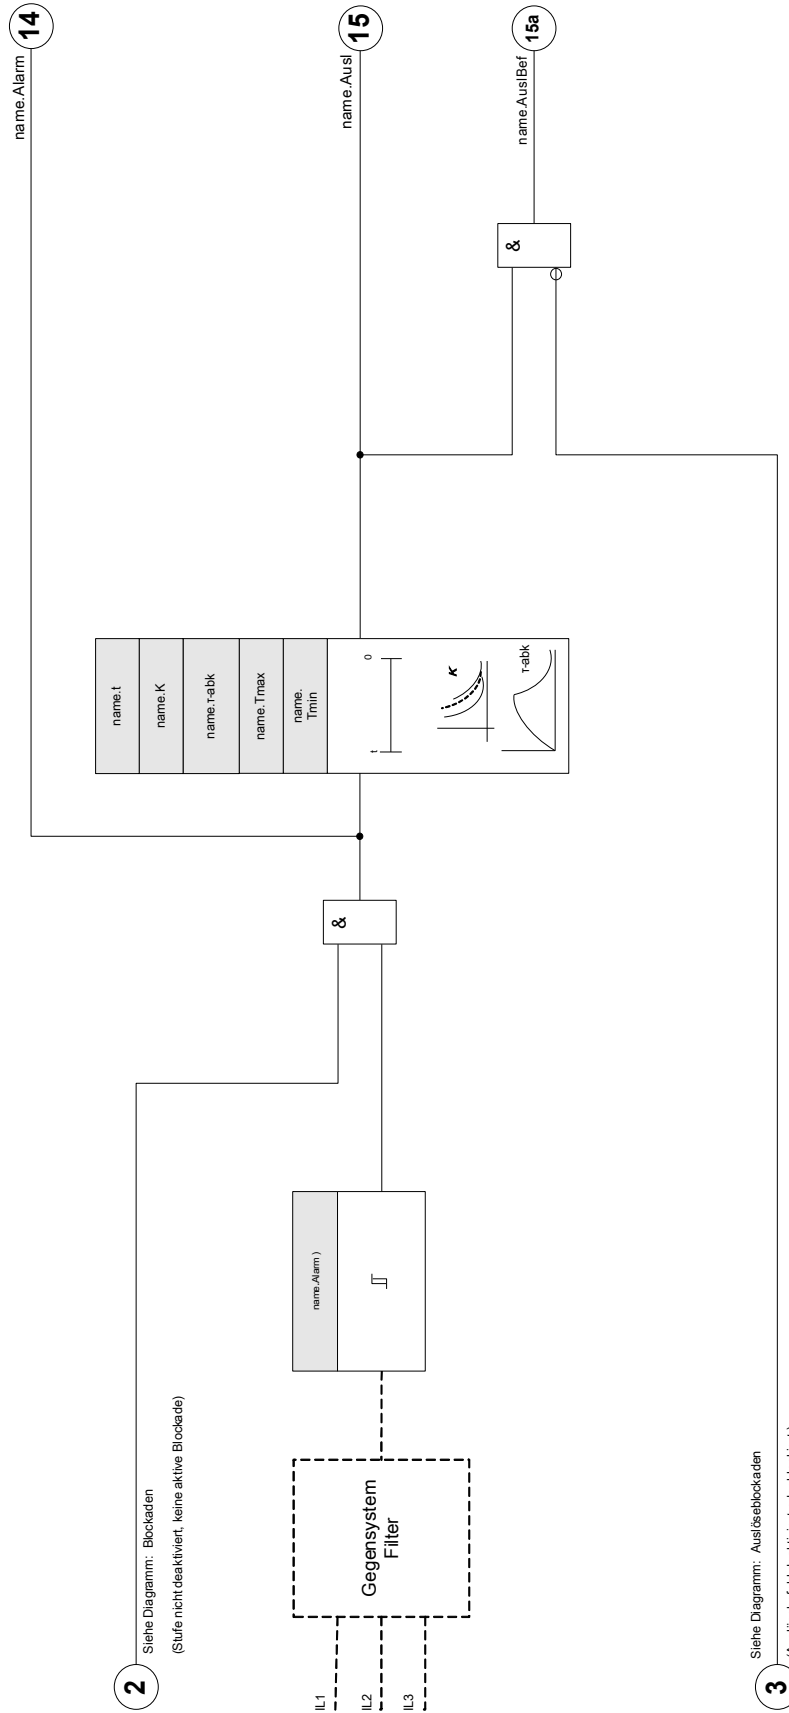 14
name.Alarm
15
name.Ausl
15a
name.AuslBef
&
name.t
name.K
name.τ-abk
name.Tmax
name.
Tmin
t
0
K
τ-abk
&
name.Alarm )
Gegensystem
Filter
IL1
IL2
IL3
2
Siehe Diagramm: Blockaden
(Stufe nicht deaktiviert, keine aktive Blockade)
3
Siehe Diagramm: Auslöseblockaden